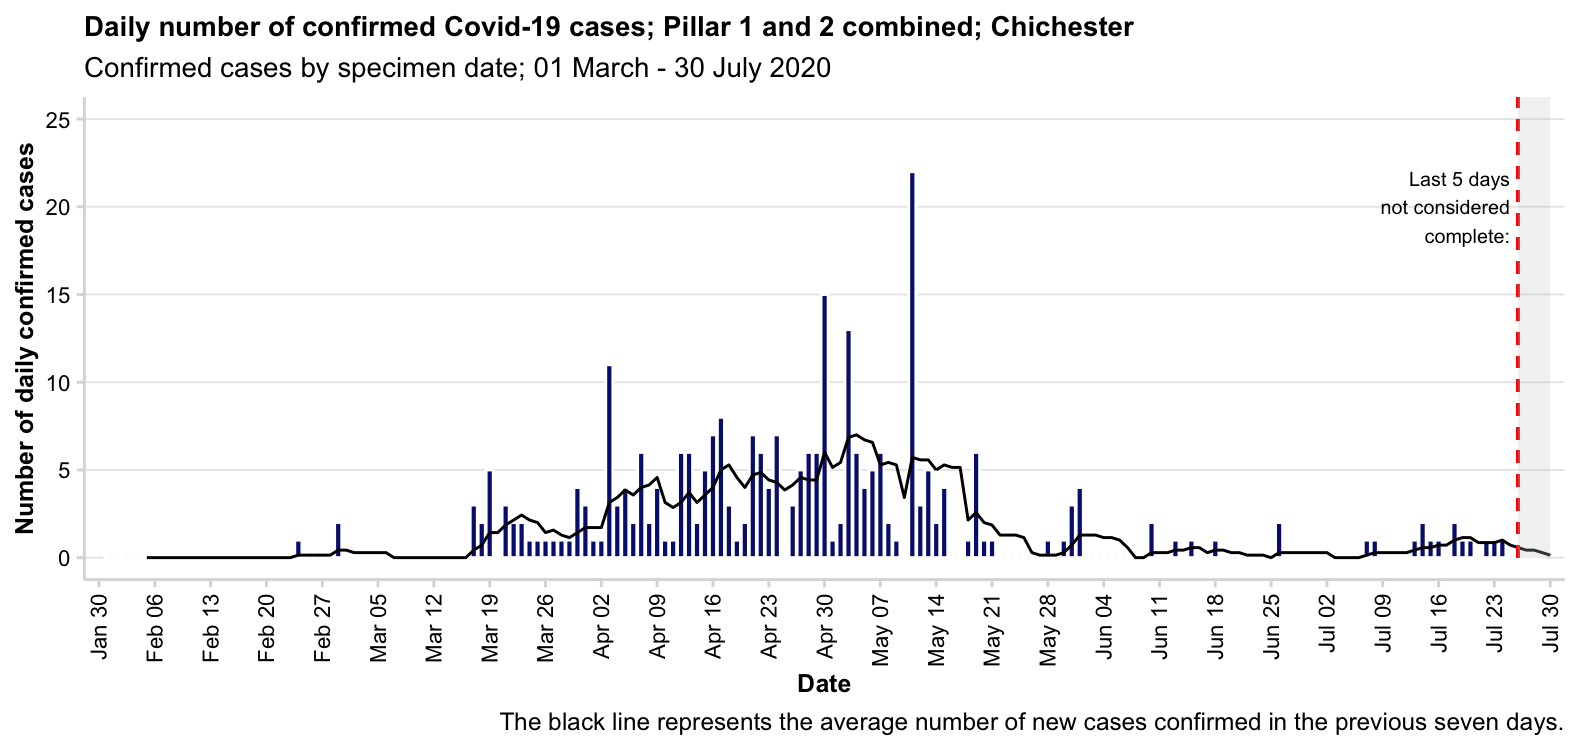 Daily number of confirmed Covid-19 cases; Pillar 1 and 2 combined; Chichester
Confirmed cases by specimen date; 01 March - 30 July 2020
Number of daily confirmed cases
25
20
15
10
5
0
Last 5 days
not considered
complete:
Jan 30
Feb 06
Feb 13
Feb 20
Feb 27
Mar 05
Mar 12
Mar 19
Mar 26
Apr 02
Apr 09
Apr 16
Apr 23
Apr 30
May 07
May 14
May 21
May 28
Jun 04
Jun 11
Jun 18
Jun 25
Jul 02
Jul 09
Jul 16
Jul 23
Jul 30
Date
The black line represents the average number of new cases confirmed in the previous seven days.